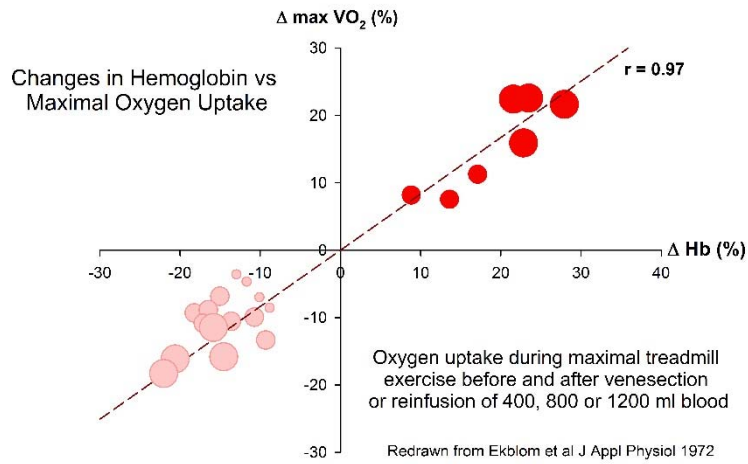 Δ max VO₂ (%)
Changes in Hemoglobin vs
Maximal Oxygen Uptake
30
20
10
0
-10
-20
-30
r = 0.97
-30
-20
-10
0
10
20
30
40
Δ Hb (%)
Oxygen uptake during maximal treadmill
exercise before and after venesection
or reinfusion of 400, 800 or 1200 ml blood
Redrawn from Ekblom et al J Appl Physiol 1972